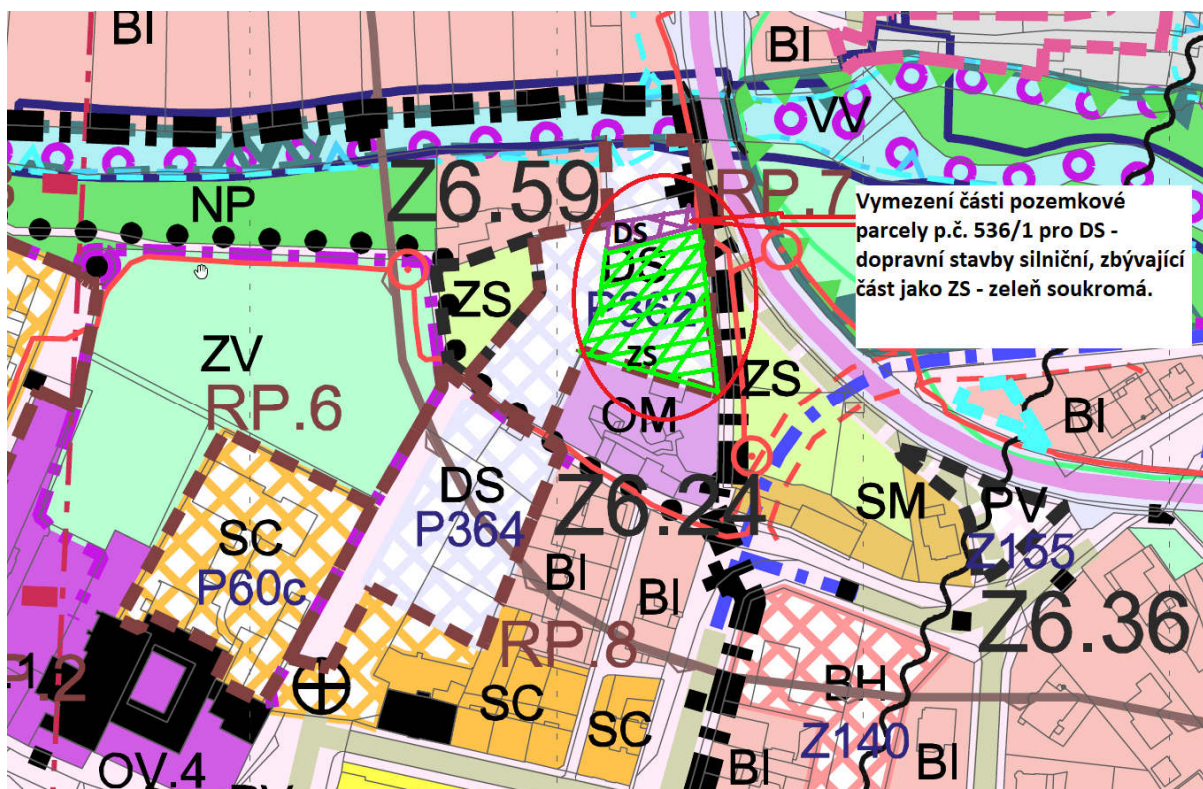 BI
BI
VV
NP
Z6.59
RP.7
Vymezení části pozemkové
parcely p.č. 536/1 pro DS -
dopravní stavby silniční, zbývající
část jako ZS - zeleň soukromá.
DS
DS
ZS
P362
ZV
ZS
ZS
RP.6
OM
BI
DS
P364
Z6.24
SM
PV
Z155
SC
P60c
BI
BI
Z6.36
RP.8
BH
SC
SC
Z140
BI
BI
OV.4